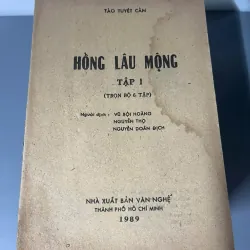 TÀO TUYẾT CẦN
HỒNG LÂU MỘNG
TẬP I
(TRỌN BỘ 6 TẬP)
Người dịch : VŨ BỘI HOÀNG
NGUYỄN THỌ
NGUYỄN DOÃN ĐỊCH
NHÀ XUẤT BẢN VĂN NGHỆ
THÀNH PHỐ HỒ CHÍ MINH
1989